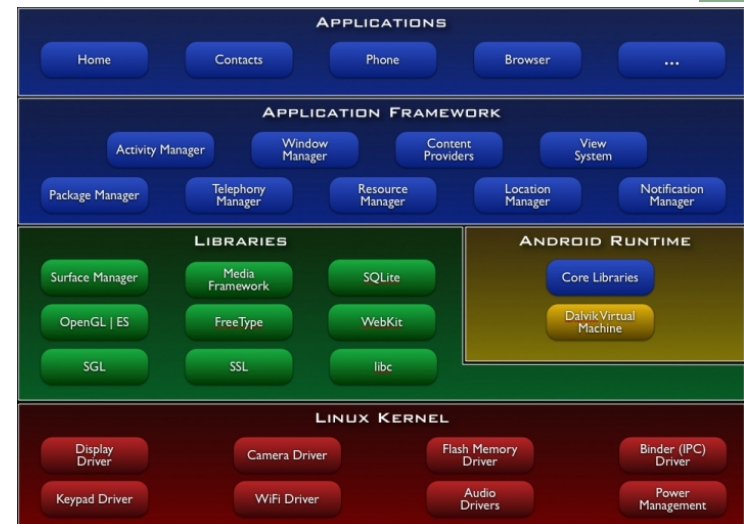 APPLICATIONS
Home
Contacts
Phone
Browser
...
APPLICATION FRAMEWORK
Activity Manager
Window
Manager
Content
Providers
View
System
Package Manager
Telephony
Manager
Resource
Manager
Location
Manager
Notification
Manager
LIBRARIES
Surface Manager
Media
Framework
SQLite
OpenGL | ES
FreeType
WebKit
SGL
SSL
libc
ANDROID RUNTIME
Core Libraries
Dalvik Virtual
Machine
LINUX KERNEL
Display
Driver
Camera Driver
Flash Memory
Driver
Binder (IPC)
Driver
Keypad Driver
WiFi Driver
Audio
Drivers
Power
Management